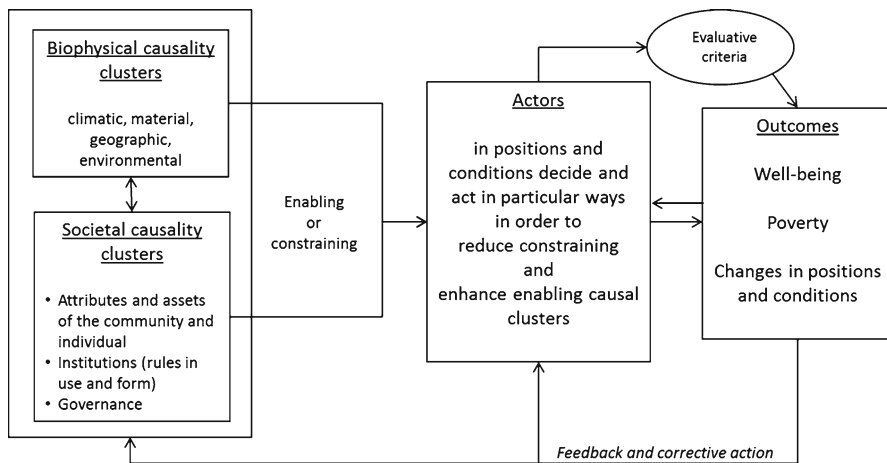 Biophysical causality
clusters
climatic, material,
geographic,
environmental
Societal causality
clusters
• Attributes and assets
of the community and
individual
• Institutions (rules in
use and form)
• Governance
Enabling
or
constraining
Actors
in positions and
conditions decide and
act in particular ways
in order to
reduce constraining
and
enhance enabling causal
clusters
Evaluative
criteria
Outcomes
Well-being
Poverty
Changes in positions
and conditions
Feedback and corrective action